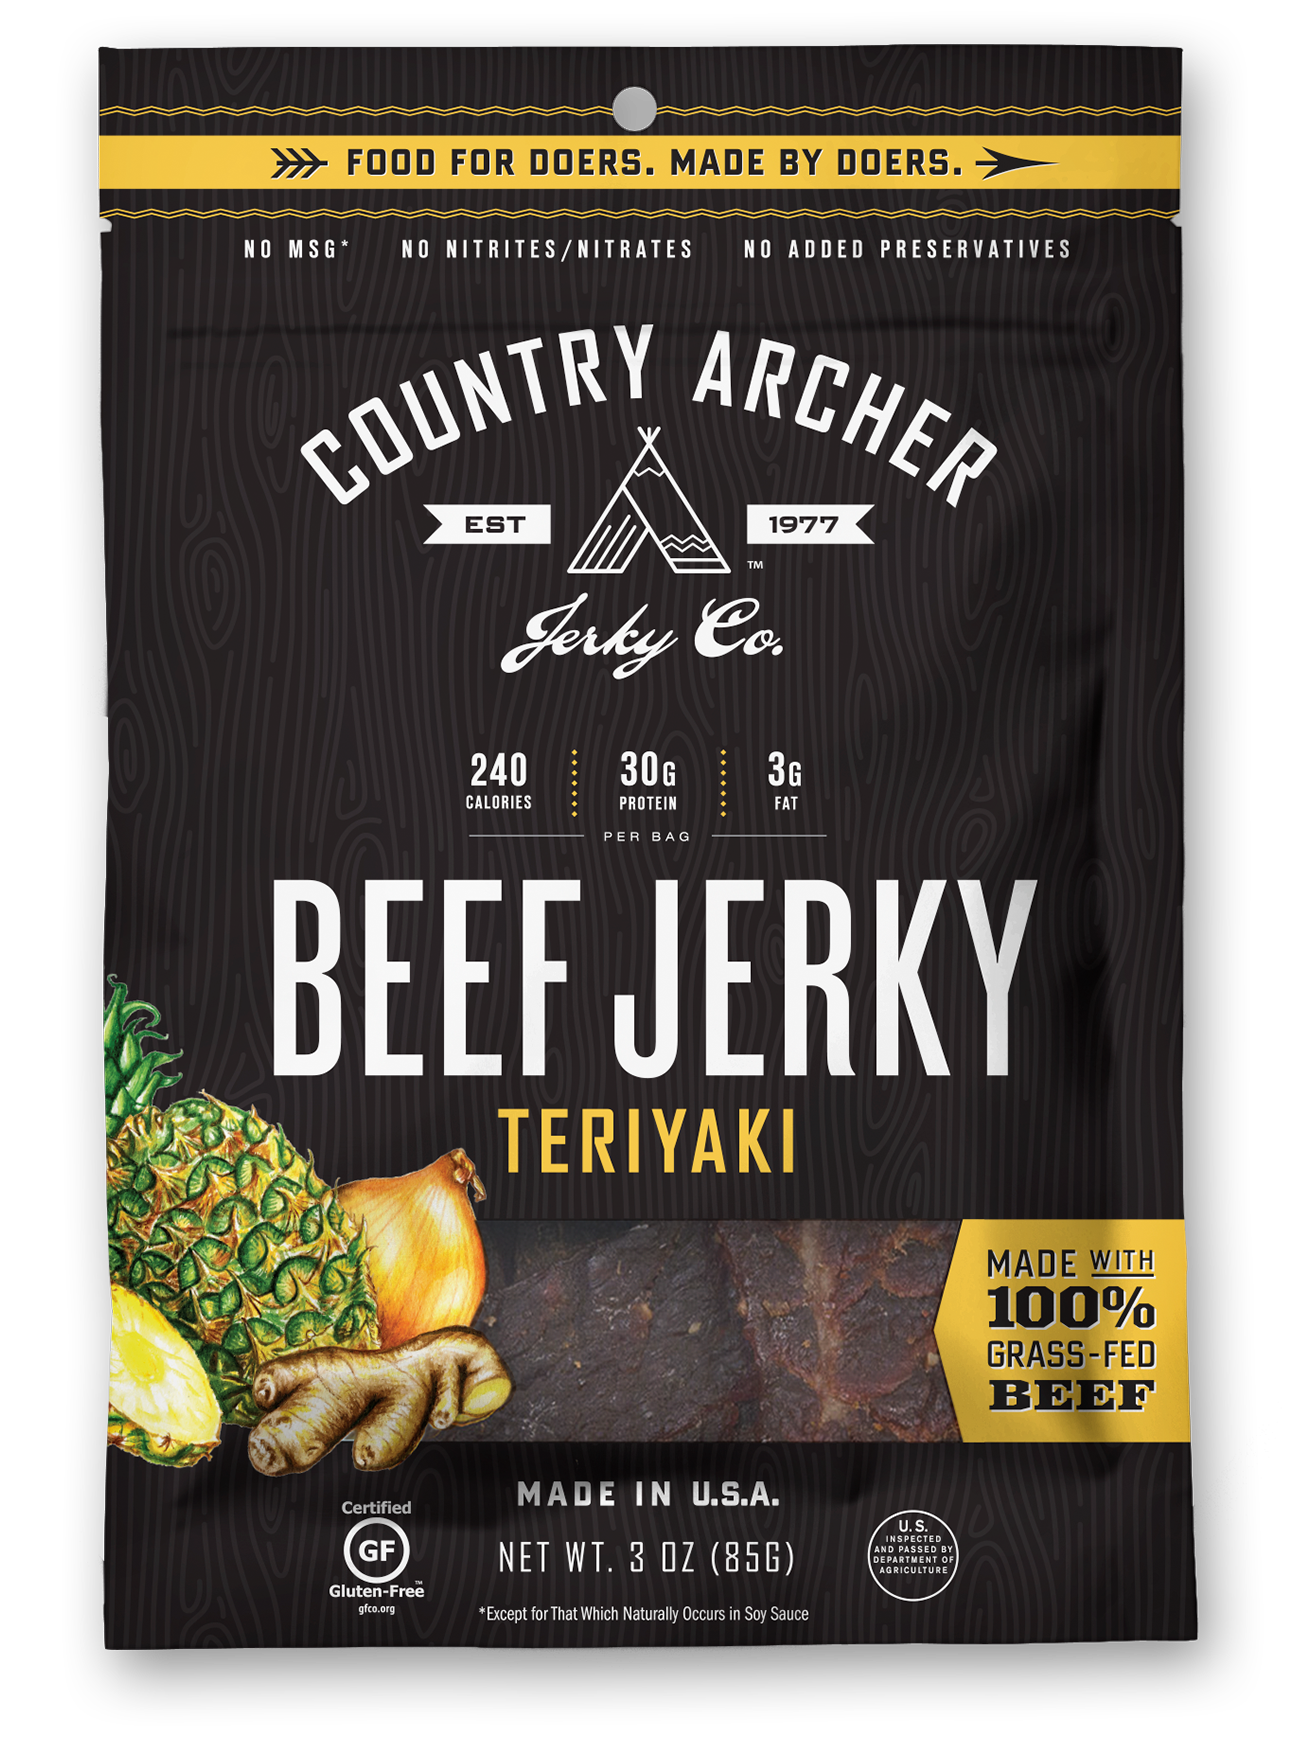 FOOD FOR DOERS. MADE BY DOERS.
NO MSG* NO NITRITES/NITRATES NO ADDED PRESERVATIVES
COUNTRY ARCHER
EST 1977
™
Jerky Co.
240 CALORIES
30G PROTEIN
3G FAT
PER BAG
BEEF JERKY
TERIYAKI
MADE WITH
100%
GRASS-FED
BEEF
MADE IN U.S.A.
NET WT. 3 OZ (85G)
*Except for That Which Naturally Occurs in Soy Sauce
Certified
GF
Gluten-Free™
gfco.org
U.S.
INSPECTED
AND PASSED BY
DEPARTMENT OF
AGRICULTURE